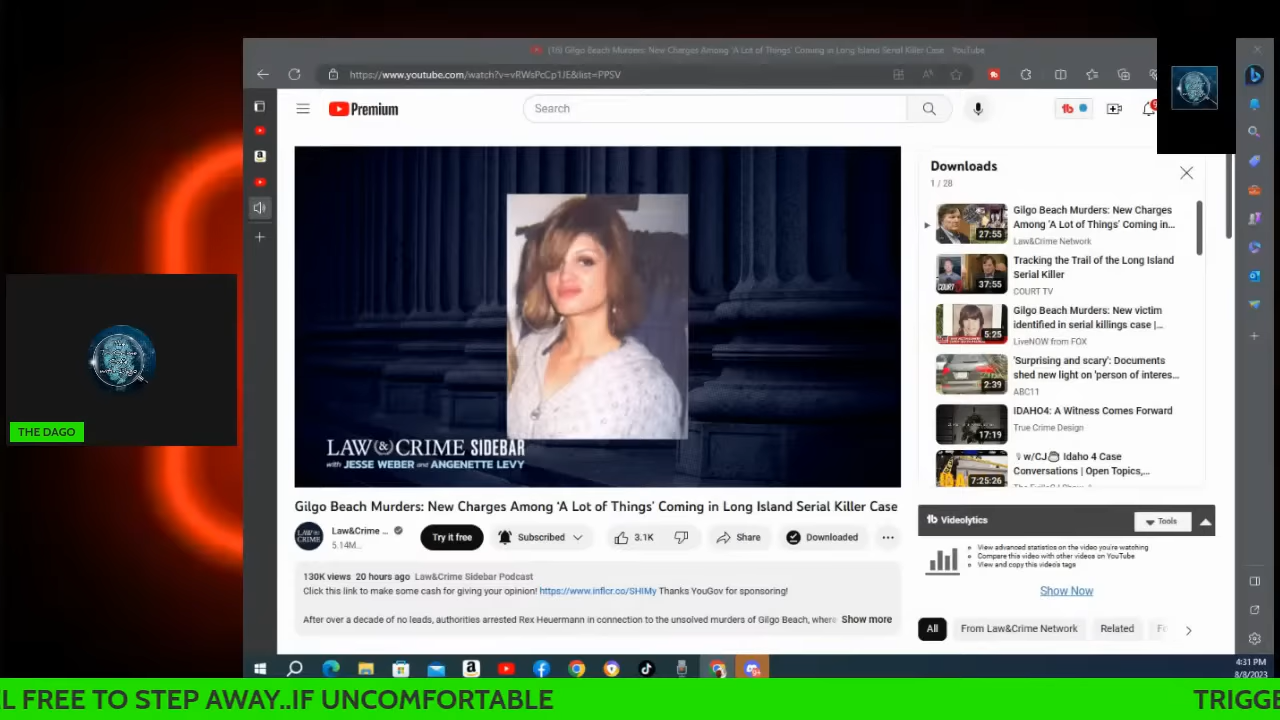 (16) Gilgo Beach Murders: New Charges Among 'A Lot of Things' Coming in Long Island Serial Killer Case - YouTube
https://www.youtube.com/watch?v=vRWsPcCp1JE&list=PPSV
Premium
Search
Downloads
1 / 28
Gilgo Beach Murders: New Charges
Among 'A Lot of Things' Coming in...
Law&Crime Network
27:55
Tracking the Trail of the Long Island
Serial Killer
COURT TV
37:55
Gilgo Beach Murders: New victim
identified in serial killings case |...
LiveNOW from FOX
5:25
'Surprising and scary': Documents
shed new light on 'person of interes...
ABC11
2:39
IDAHO4: A Witness Comes Forward
True Crime Design
17:19
w/CJ Idaho 4 Case
Conversations | Open Topics,...
7:25:26
LAW & CRIME SIDEBAR
with JESSE WEBER and ANGENETTE LEVY
THE DAGO
Gilgo Beach Murders: New Charges Among 'A Lot of Things' Coming in Long Island Serial Killer Case
LAW& CRIME
Law&Crime ...
5.14M...
Try it free
Subscribed
3.1K
Share
Downloaded
130K views 20 hours ago Law&Crime Sidebar Podcast
Click this link to make some cash for giving your opinion! https://www.inflcr.co/SHIMy Thanks YouGov for sponsoring!
After over a decade of no leads, authorities arrested Rex Heuermann in connection to the unsolved murders of Gilgo Beach, where Show more
tb Videolytics
Tools
View advanced statistics on the video you're watching
Compare this video with other videos on YouTube
View and copy this video's tags
Show Now
All
From Law&Crime Network
Related
Fo
4:31 PM
8/8/2023
L FREE TO STEP AWAY..IF UNCOMFORTABLE
TRIGGE